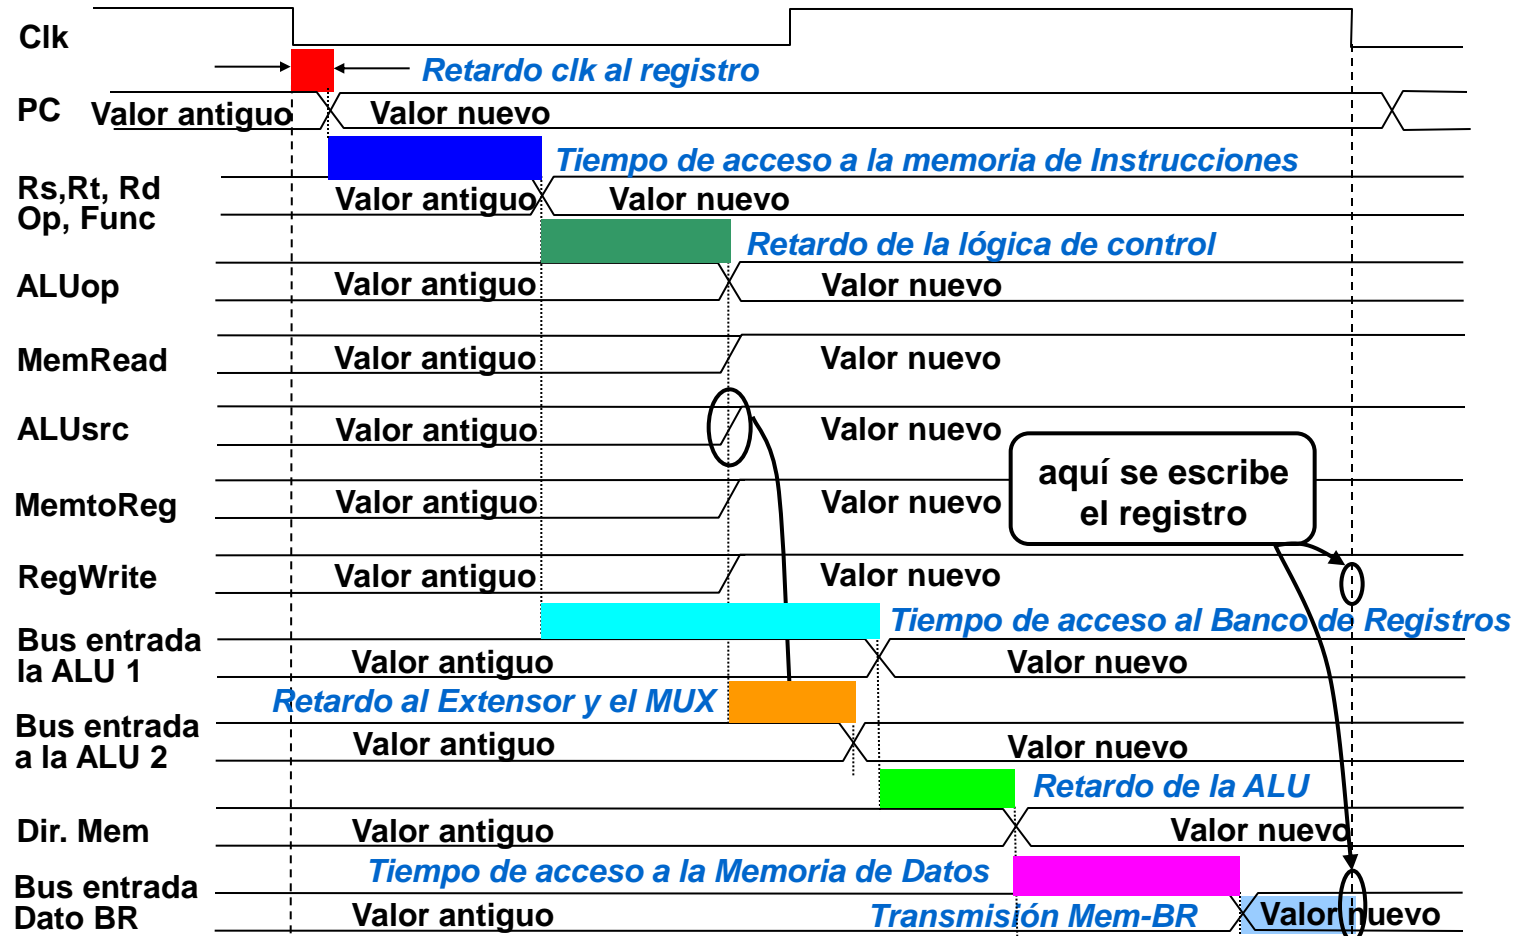 Clk
Retardo clk al registro
PC
Valor antiguo
Valor nuevo
Tiempo de acceso a la memoria de Instrucciones
Rs,Rt, Rd
Op, Func
Valor antiguo
Valor nuevo
Retardo de la lógica de control
ALUop
Valor antiguo
Valor nuevo
MemRead
Valor antiguo
Valor nuevo
ALUsrc
Valor antiguo
Valor nuevo
aquí se escribe
el registro
MemtoReg
Valor antiguo
Valor nuevo
RegWrite
Valor antiguo
Valor nuevo
Tiempo de acceso al Banco de Registros
Bus entrada
la ALU 1
Valor antiguo
Valor nuevo
Retardo al Extensor y el MUX
Bus entrada
a la ALU 2
Valor antiguo
Valor nuevo
Retardo de la ALU
Dir. Mem
Valor antiguo
Valor nuevo
Tiempo de acceso a la Memoria de Datos
Bus entrada
Dato BR
Valor antiguo
Transmisión Mem-BR
Valor nuevo